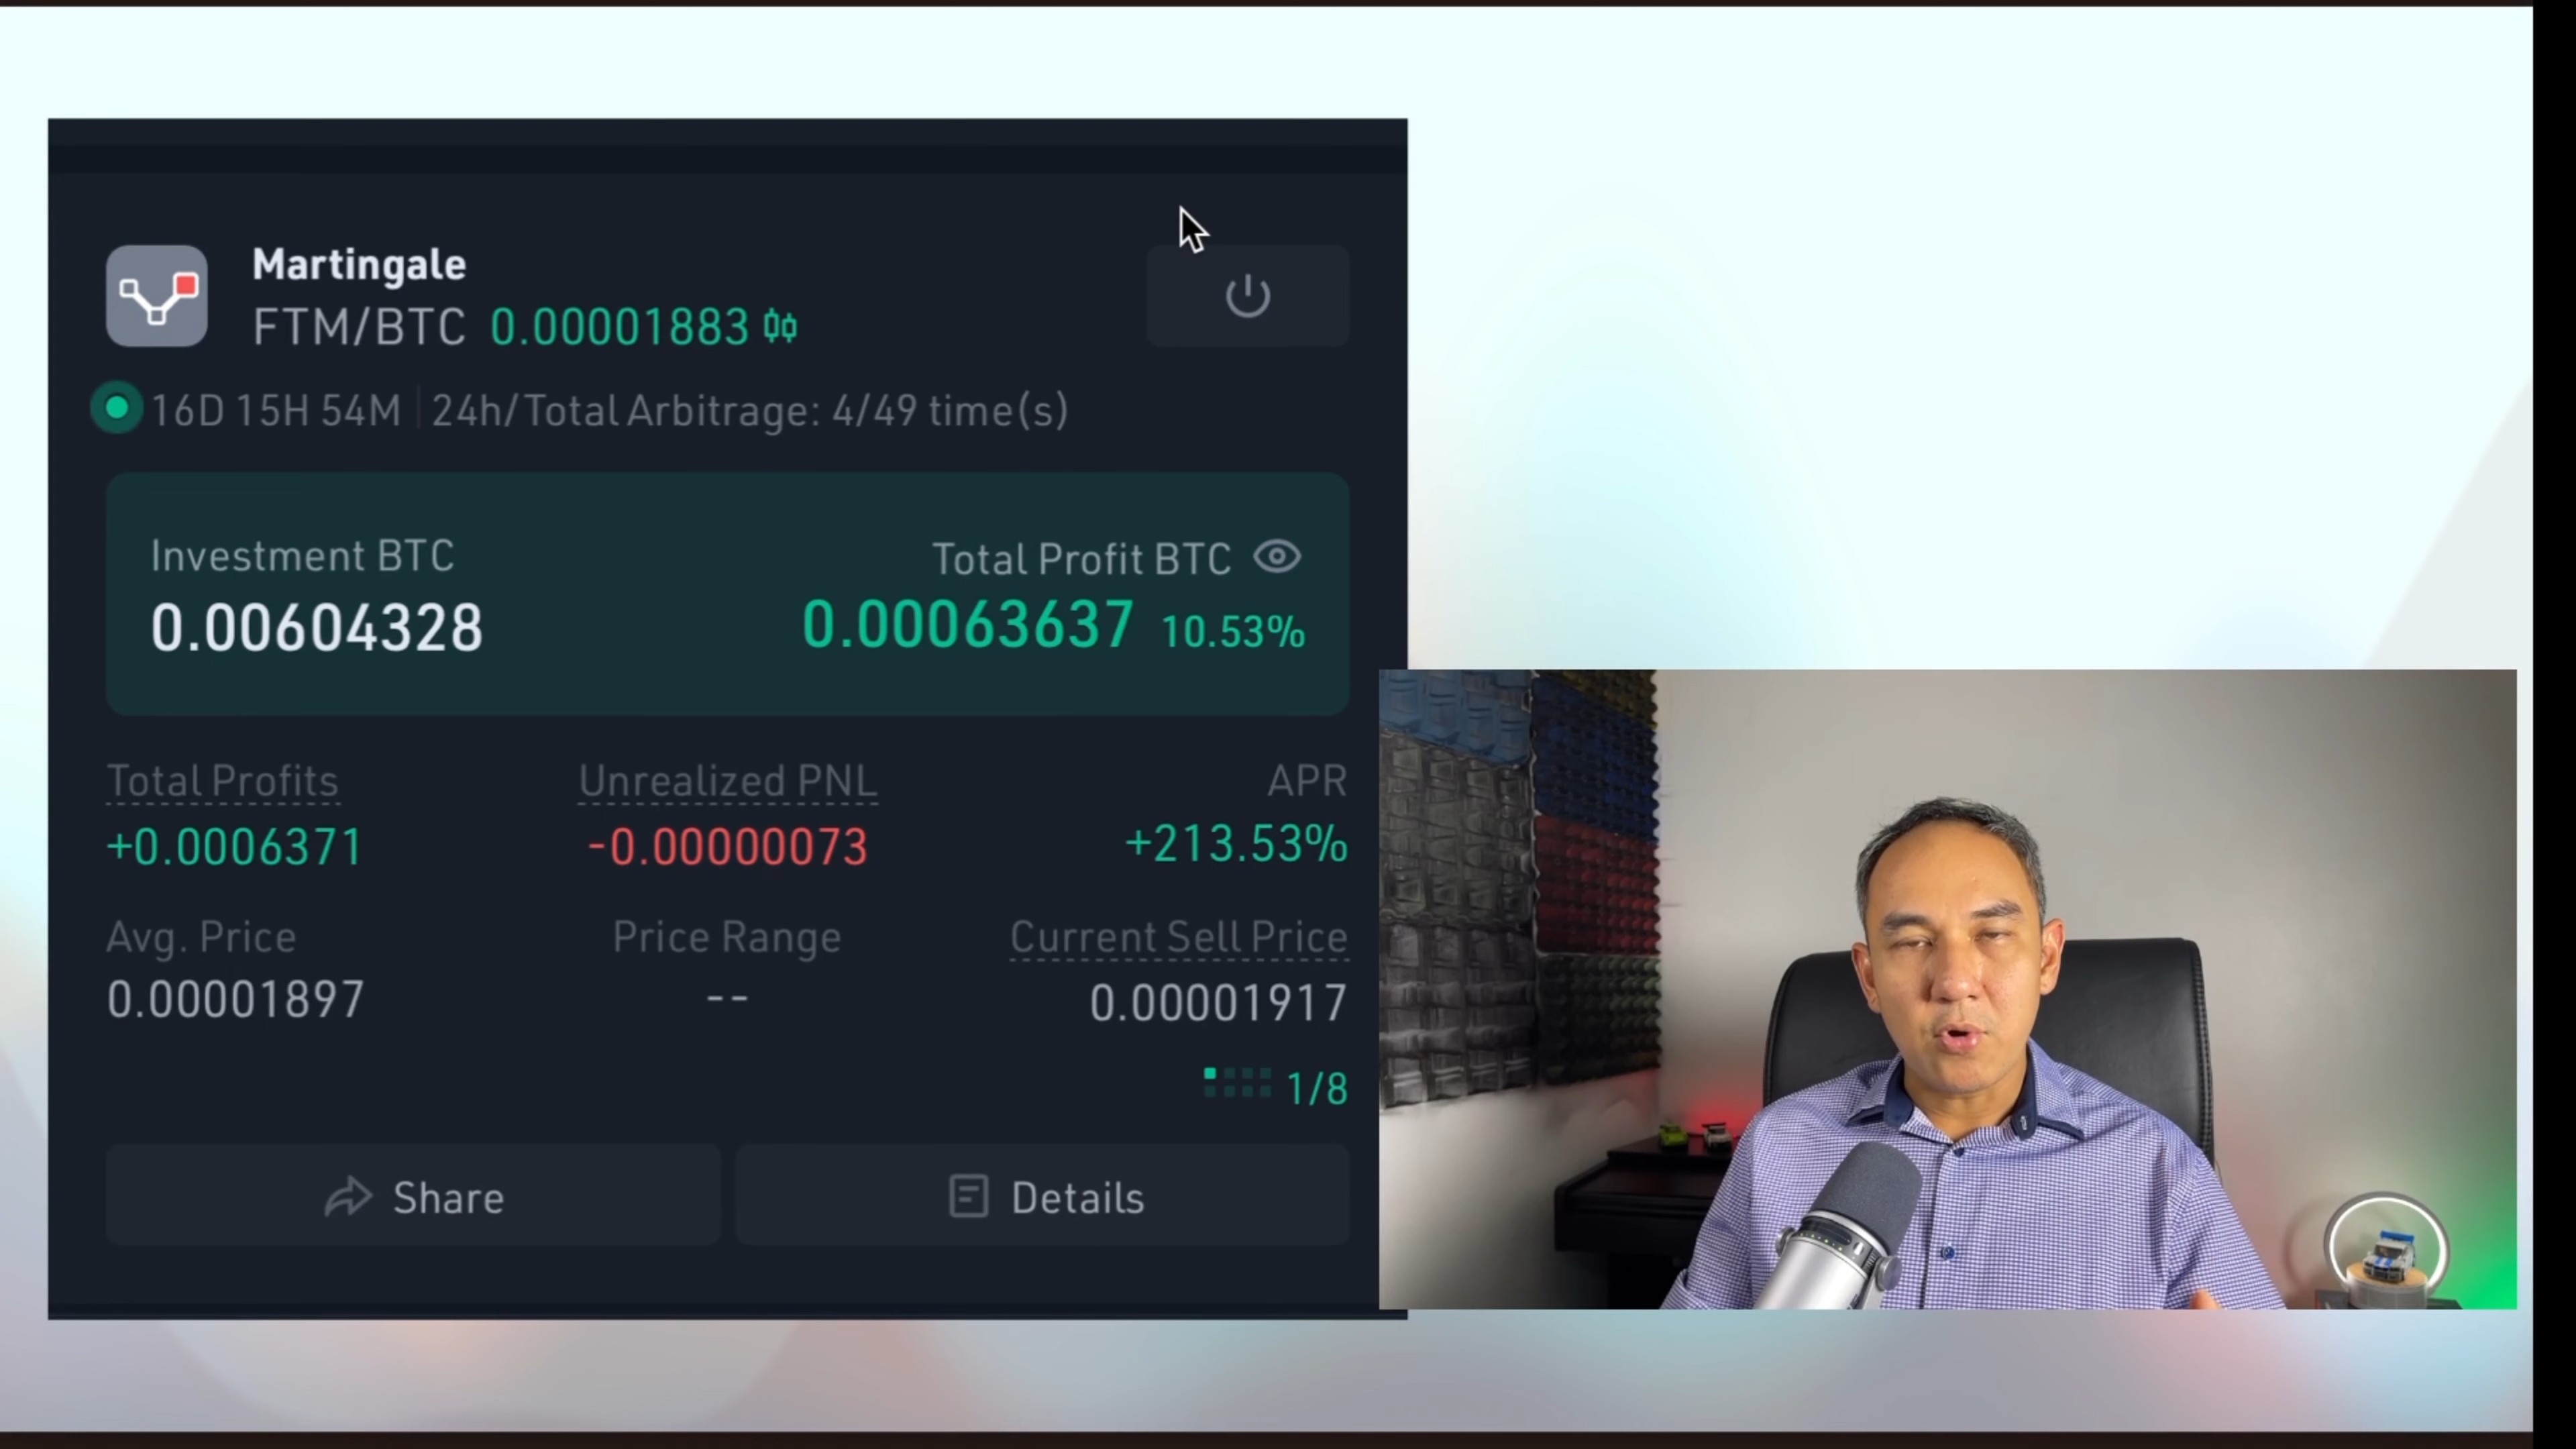 Martingale
FTM/BTC 0.00001883
16D 15H 54M 24h/Total Arbitrage: 4/49 time(s)
Investment BTC Total Profit BTC
0.00604328 0.00063637 10.53%
Total Profits Unrealized PNL APR
+0.0006371 -0.00000073 +213.53%
Avg. Price Price Range Current Sell Price
0.00001897 -- 0.00001917
1/8
Share Details